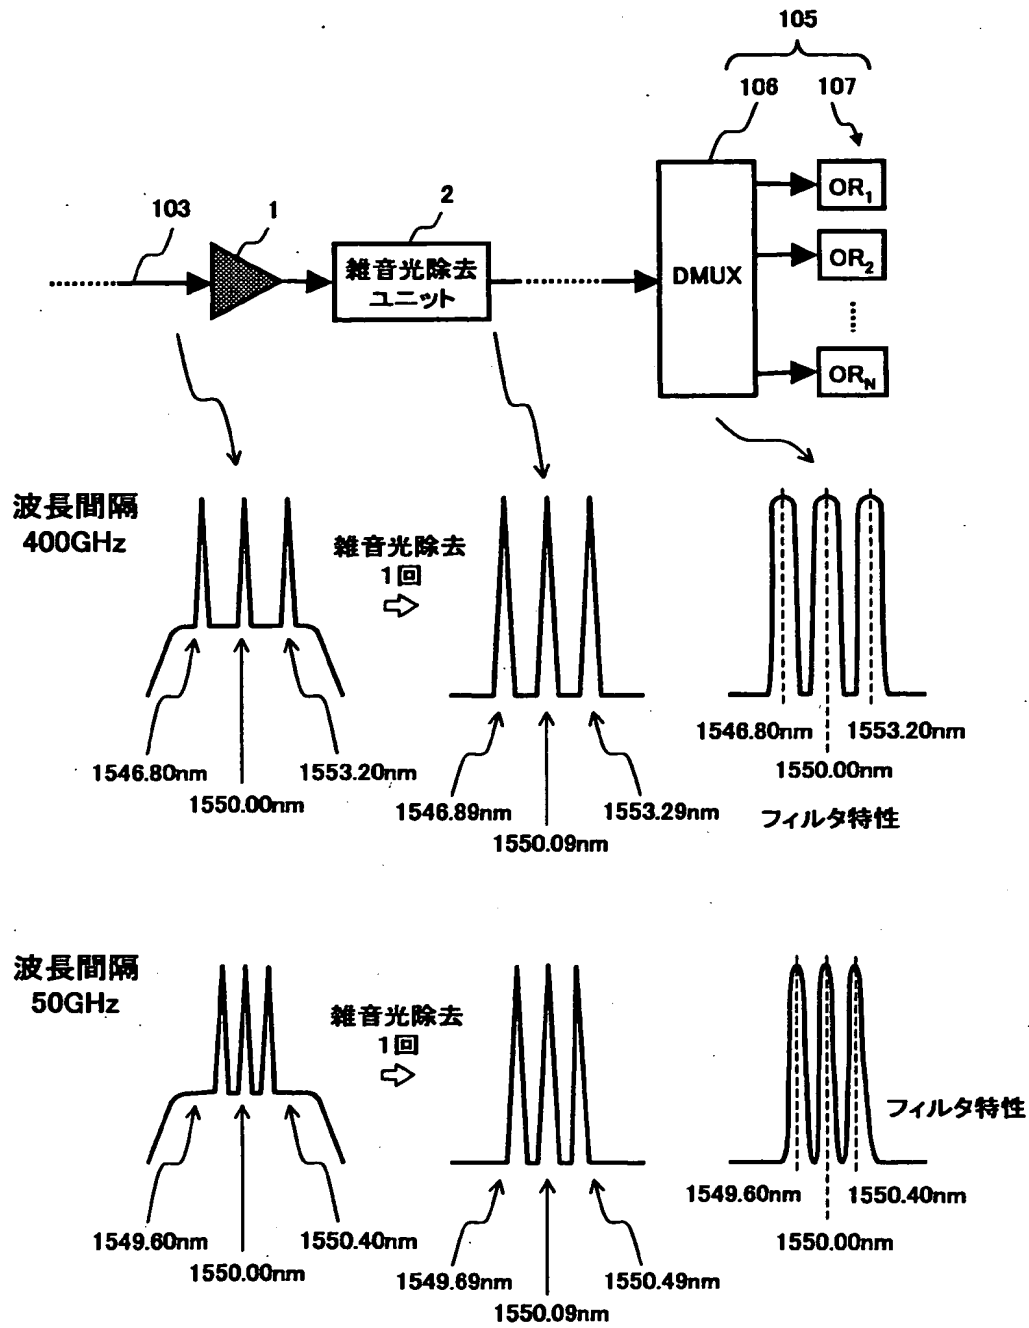 105
106
107
103
1
2
雑音光除去
ユニット
DMUX
OR1
OR2
ORN
波長間隔
400GHz
雑音光除去
1回
1546.80nm
1550.00nm
1553.20nm
1546.89nm
1550.09nm
1553.29nm
1546.80nm
1553.20nm
1550.00nm
フィルタ特性
波長間隔
50GHz
雑音光除去
1回
1549.60nm
1550.00nm
1550.40nm
1549.69nm
1550.09nm
1550.49nm
フィルタ特性
1549.60nm
1550.40nm
1550.00nm